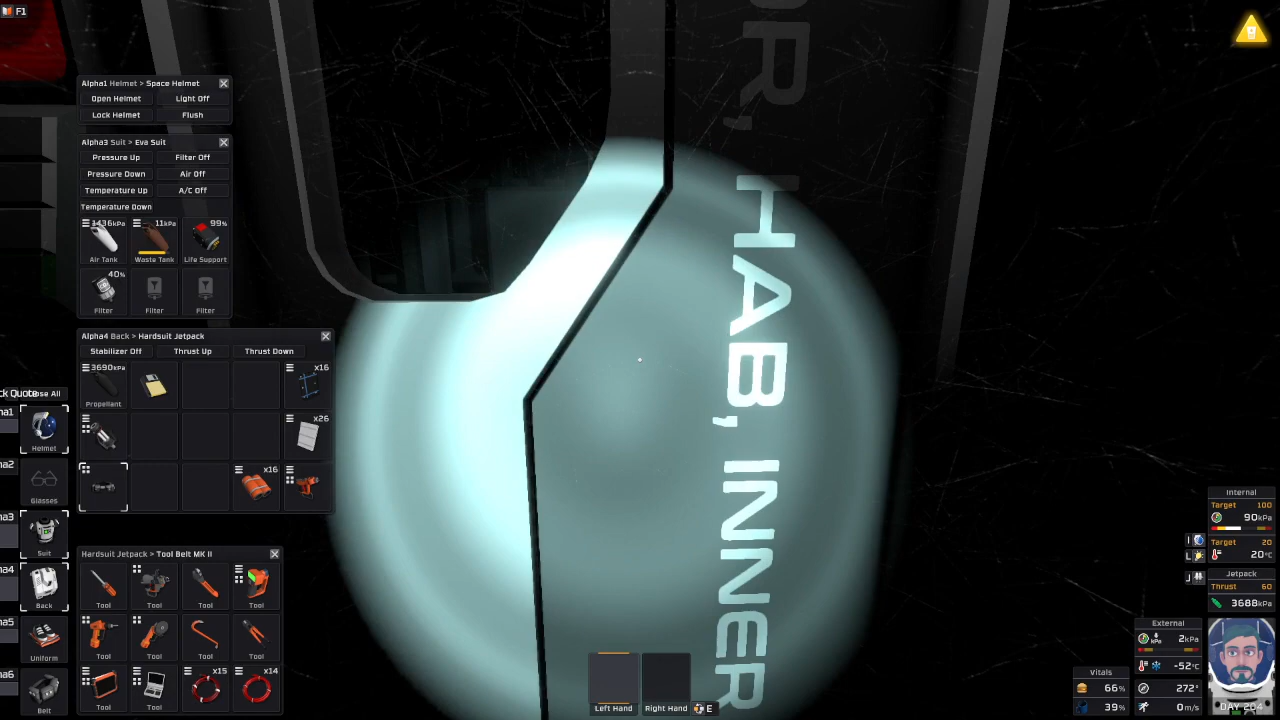 F1
Alpha1 Helmet > Space Helmet
Open Helmet
Light Off
Lock Helmet
Flush
Alpha3 Suit > Eva Suit
Pressure Up
Filter Off
Pressure Down
Air Off
Temperature Up
A/C Off
Temperature Down
1436kPa
11kPa
99%
Air Tank
Waste Tank
Life Support
40%
Filter
Filter
Filter
Alpha4 Back > Hardsuit Jetpack
Stabilizer Off
Thrust Up
Thrust Down
3690kPa
x16
Propellant
x26
x16
Helmet
Glasses
Suit
Back
Uniform
Belt
Hardsuit Jetpack > Tool Belt MK II
Tool
Tool
Tool
Tool
Tool
Tool
Tool
Tool
x15
x14
Tool
Tool
Tool
Tool
HAB, INNER
Left Hand
Right Hand
E
Internal
Target 100
90kPa
Target 20
20°C
Jetpack
Thrust 60
3688kPa
External
2kPa
-52°C
Vitals
66%
39%
272°
0m/s
DAY 204